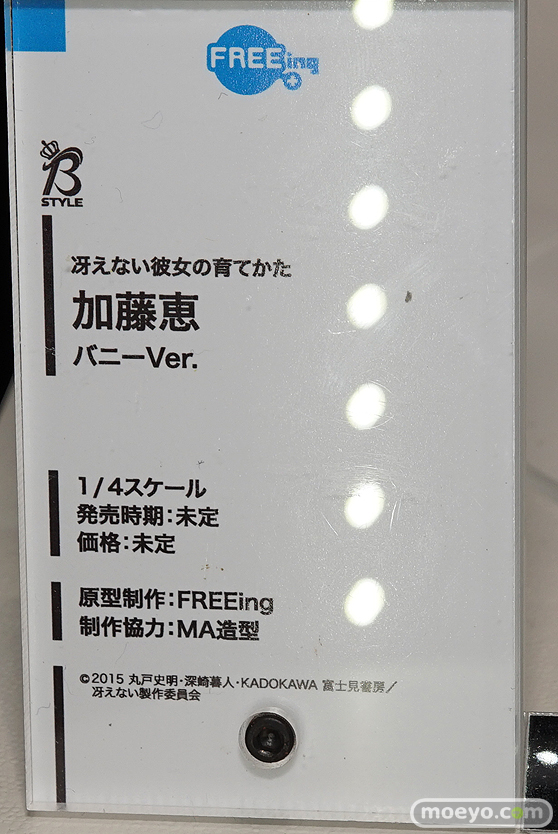 FREEing
B
STYLE
冴えない彼女の育てかた
加藤恵
バニーVer.
1/4スケール
発売時期:未定
価格:未定
原型制作:FREEing
制作協力:MA造型
©2015 丸戸史明・深崎暮人・KADOKAWA 富士見書房/
冴えない製作委員会
moeyo.com